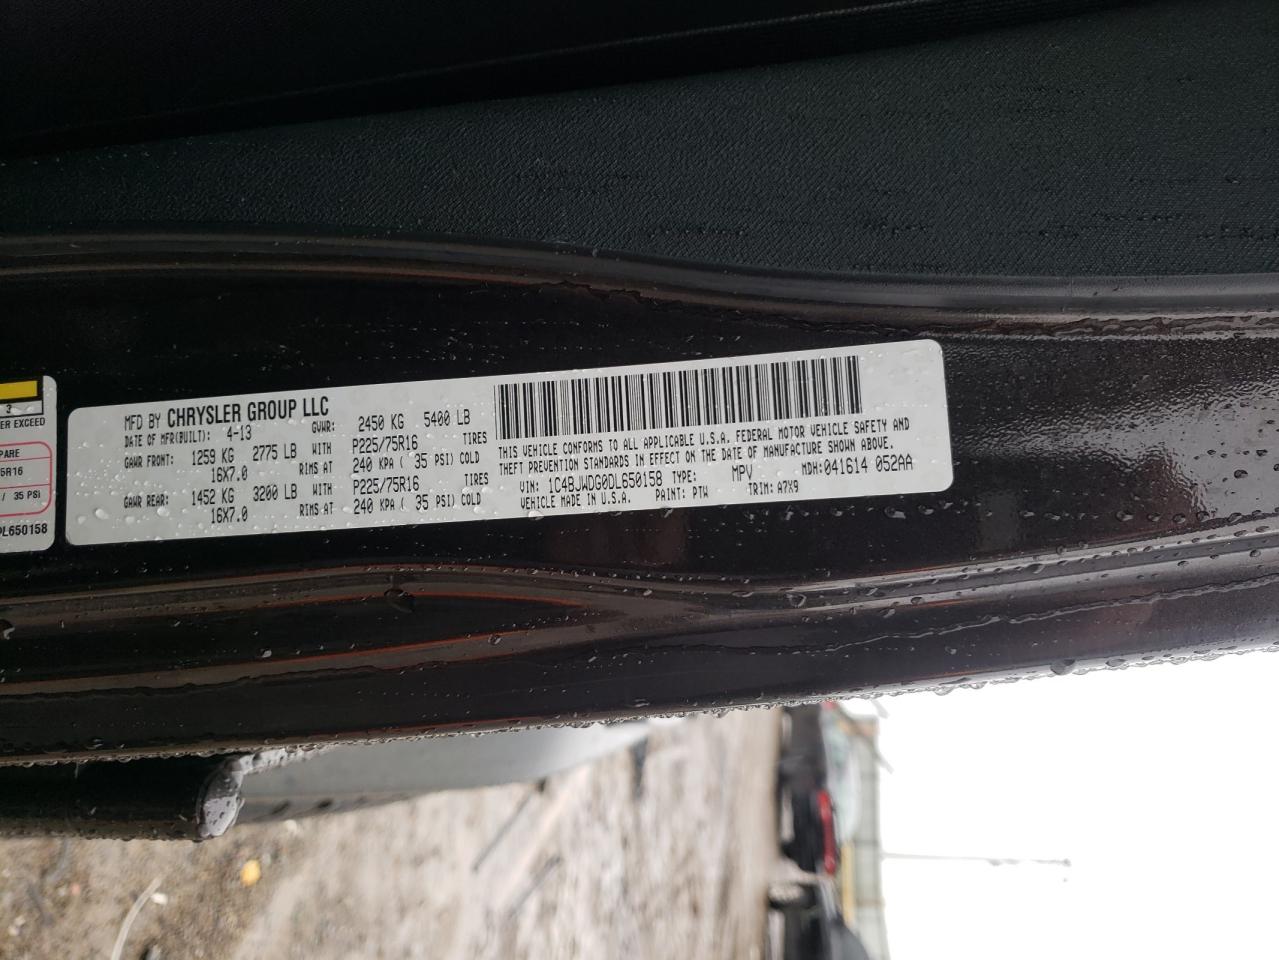 3
ER EXCEED
PARE
5R16
/ 35 PSi
DL650158
MFD BY CHRYSLER GROUP LLC
DATE OF MFR(BUILT): 4-13 GVWR: 2450 KG 5400 LB
GAWR FRONT: 1259 KG 2775 LB WITH P225/75R16 TIRES
16X7.0 RIMS AT 240 KPA ( 35 PSI) COLD
GAWR REAR: 1452 KG 3200 LB WITH P225/75R16 TIRES
16X7.0 RIMS AT 240 KPA ( 35 PSI) COLD
THIS VEHICLE CONFORMS TO ALL APPLICABLE U.S.A. FEDERAL MOTOR VEHICLE SAFETY AND
THEFT PREVENTION STANDARDS IN EFFECT ON THE DATE OF MANUFACTURE SHOWN ABOVE.
VIN: 1C4BJWDG0DL650158 TYPE: MPV MDH:041614 052AA
VEHICLE MADE IN U.S.A. PAINT: PTW TRIM: A7X9